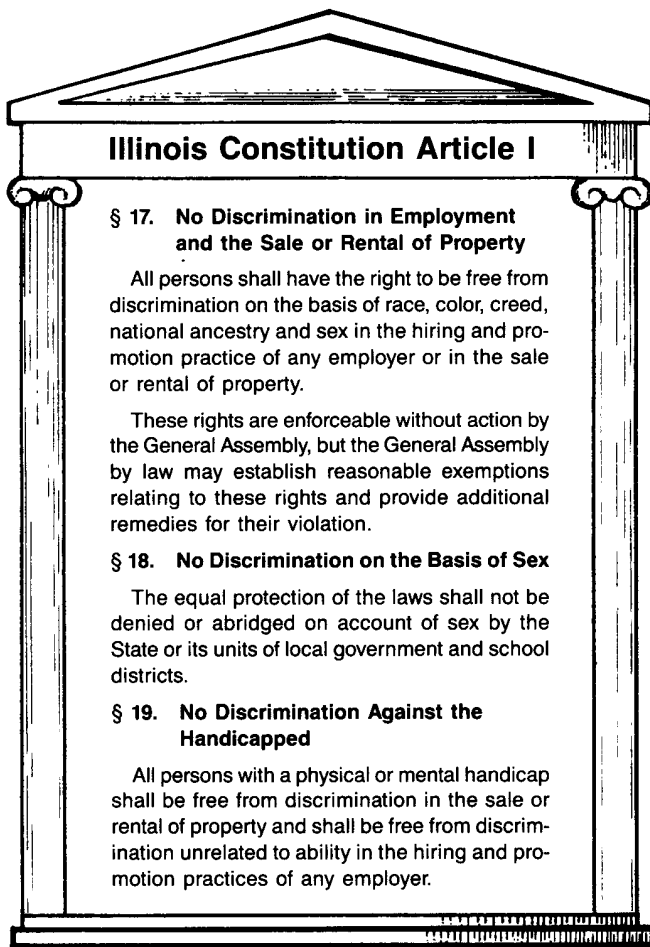 Illinois Constitution Article I
§ 17. No Discrimination in Employment
and the Sale or Rental of Property
All persons shall have the right to be free from
discrimination on the basis of race, color, creed,
national ancestry and sex in the hiring and pro-
motion practice of any employer or in the sale
or rental of property.
These rights are enforceable without action by
the General Assembly, but the General Assembly
by law may establish reasonable exemptions
relating to these rights and provide additional
remedies for their violation.
§ 18. No Discrimination on the Basis of Sex
The equal protection of the laws shall not be
denied or abridged on account of sex by the
State or its units of local government and school
districts.
§ 19. No Discrimination Against the
Handicapped
All persons with a physical or mental handicap
shall be free from discrimination in the sale or
rental of property and shall be free from discrim-
ination unrelated to ability in the hiring and pro-
motion practices of any employer.